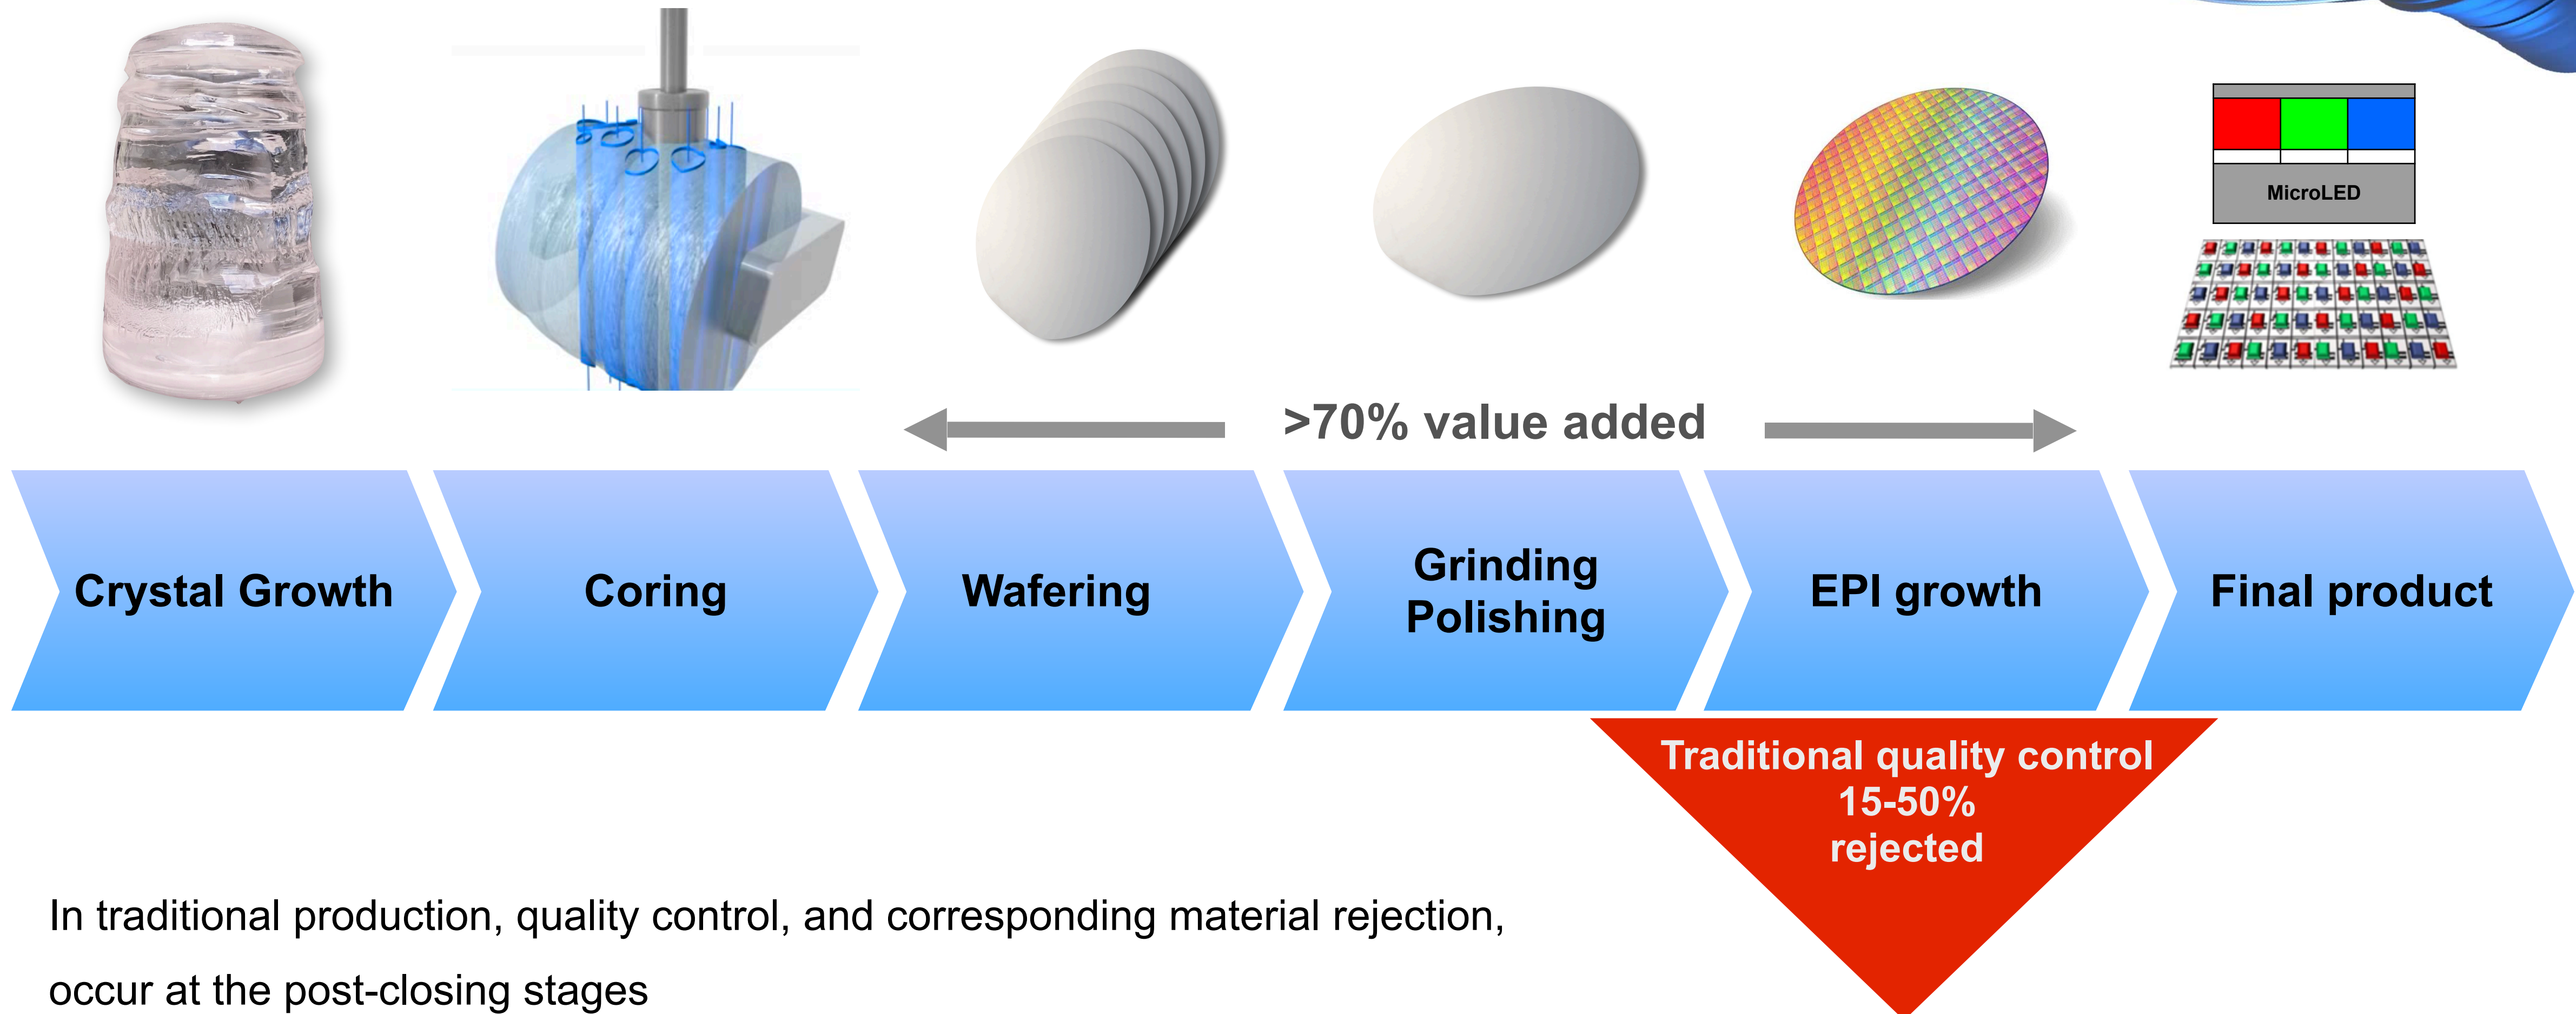 MicroLED
>70% value added
Crystal Growth
Coring
Wafering
Grinding
Polishing
EPI growth
Final product
Traditional quality control
15-50%
rejected
In traditional production, quality control, and corresponding material rejection,
occur at the post-closing stages